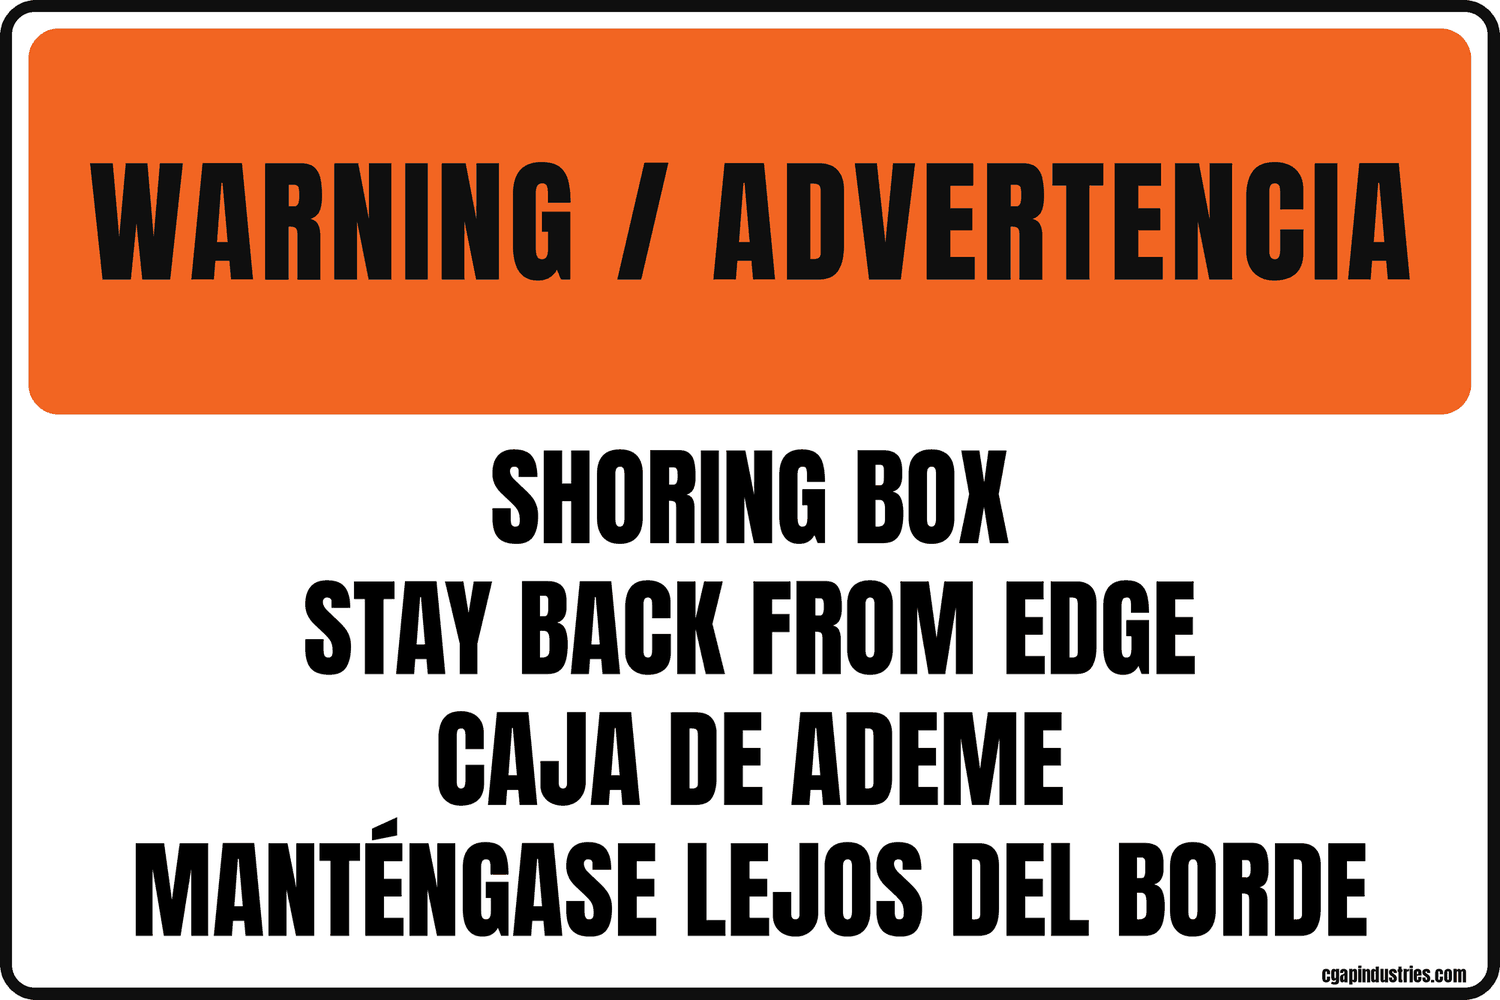 WARNING / ADVERTENCIA
SHORING BOX
STAY BACK FROM EDGE
CAJA DE ADEME
MANTÉNGASE LEJOS DEL BORDE
cgapindustries.com